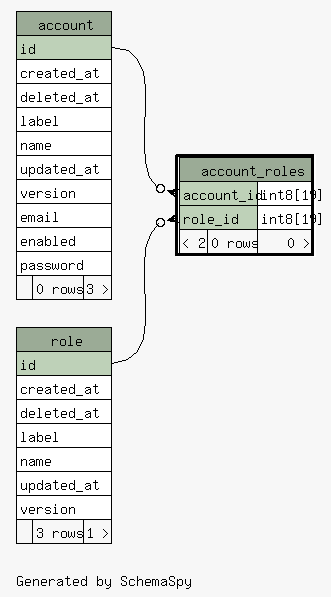 account
id
created_at
deleted_at
label
name
updated_at
version
email
enabled
password
0 rows 3 >
account_roles
account_id int8[19]
role_id int8[19]
< 2 0 rows 0 >
role
id
created_at
deleted_at
label
name
updated_at
version
3 rows 1 >
Generated by SchemaSpy